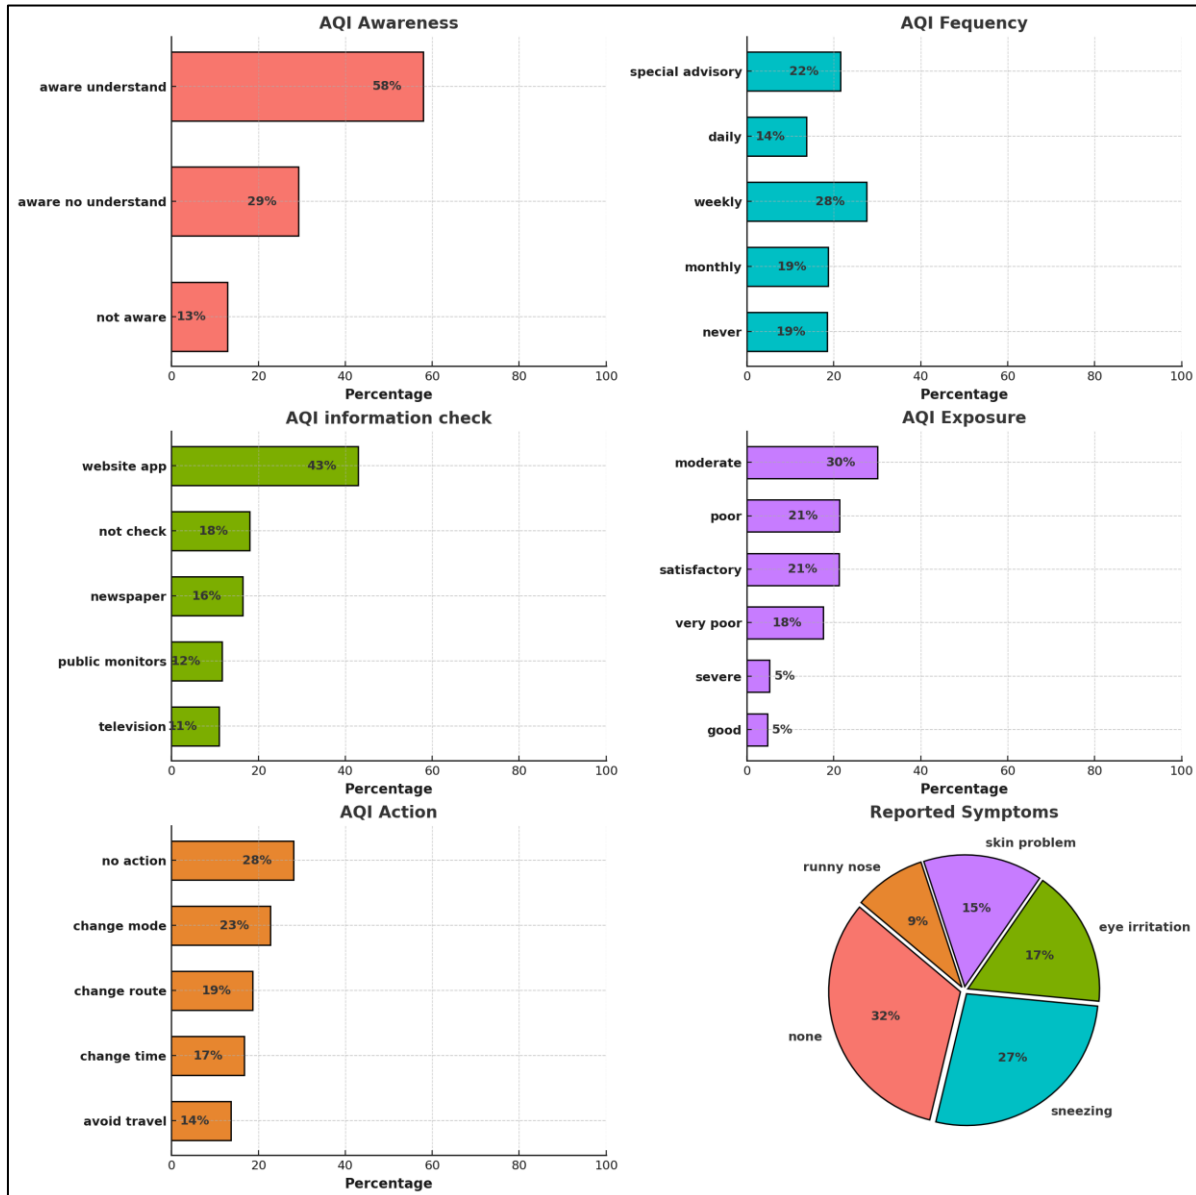 AQI Awareness
aware understand
58%
aware no understand
29%
not aware
13%
0 20 40 60 80 100
Percentage
AQI Fequency
special advisory
22%
daily
14%
weekly
28%
monthly
19%
never
19%
0 20 40 60 80 100
Percentage
AQI information check
website app
43%
not check
18%
newspaper
16%
public monitors
12%
television
11%
0 20 40 60 80 100
Percentage
AQI Exposure
moderate
30%
poor
21%
satisfactory
21%
very poor
18%
severe
5%
good
5%
0 20 40 60 80 100
Percentage
AQI Action
no action
28%
change mode
23%
change route
19%
change time
17%
avoid travel
14%
0 20 40 60 80 100
Percentage
Reported Symptoms
skin problem
15%
runny nose
9%
eye irritation
17%
none
32%
sneezing
27%